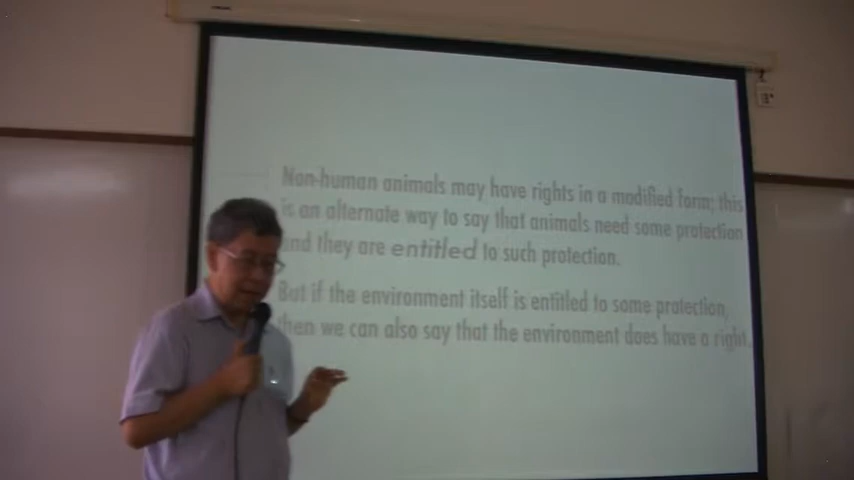 Non-human animals may have rights in a modified form; this
is an alternate way to say that animals need some protection
and they are entitled to such protection.
But if the environment itself is entitled to some protection,
then we can also say that the environment does have a right.